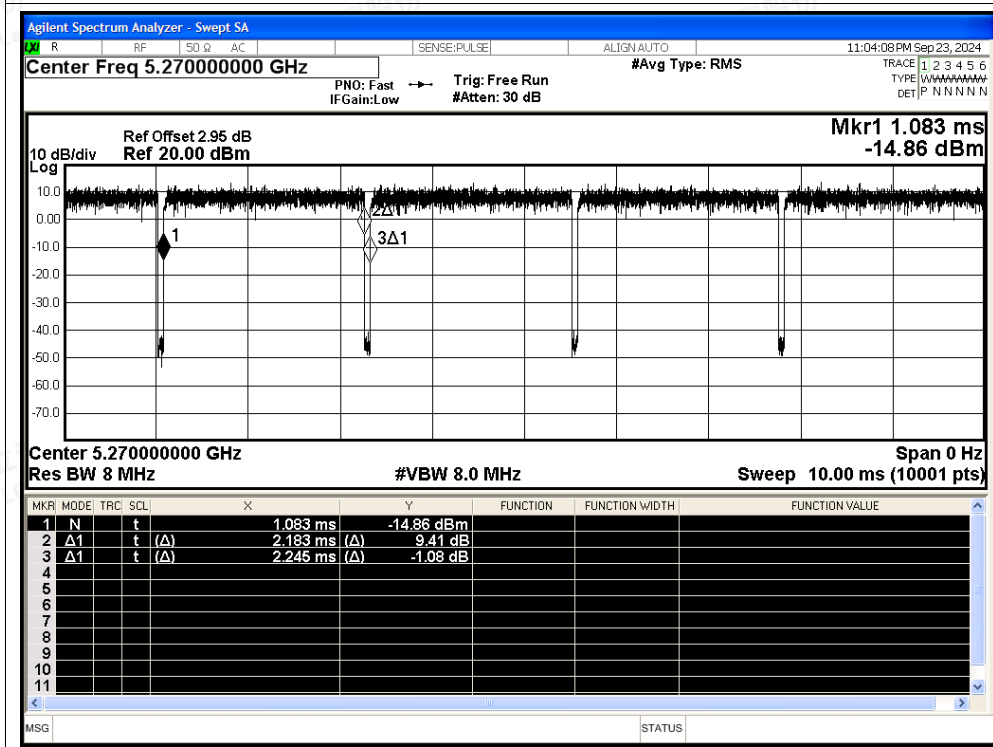 Agilent Spectrum Analyzer - Swept SA
LXI R RF 50 Ω AC SENSE:PULSE ALIGN AUTO 11:04:08 PM Sep 23, 2024
Center Freq 5.270000000 GHz #Avg Type: RMS TRACE 1 2 3 4 5 6
PNO: Fast Trig: Free Run TYPE WWWWWW
IFGain:Low #Atten: 30 dB DET P N N N N N
Mkr1 1.083 ms
Ref Offset 2.95 dB
10 dB/div Ref 20.00 dBm -14.86 dBm
Log
10.0
0.00 2Δ1
1 3Δ1
-10.0
-20.0
-30.0
-40.0
-50.0
-60.0
-70.0
Center 5.270000000 GHz Span 0 Hz
Res BW 8 MHz #VBW 8.0 MHz Sweep 10.00 ms (10001 pts)
MKR MODE TRC SCL X Y FUNCTION FUNCTION WIDTH FUNCTION VALUE
1 N t 1.083 ms -14.86 dBm
2 Δ1 t (Δ) 2.183 ms (Δ) 9.41 dB
3 Δ1 t (Δ) 2.245 ms (Δ) -1.08 dB
4
5
6
7
8
9
10
11
MSG STATUS